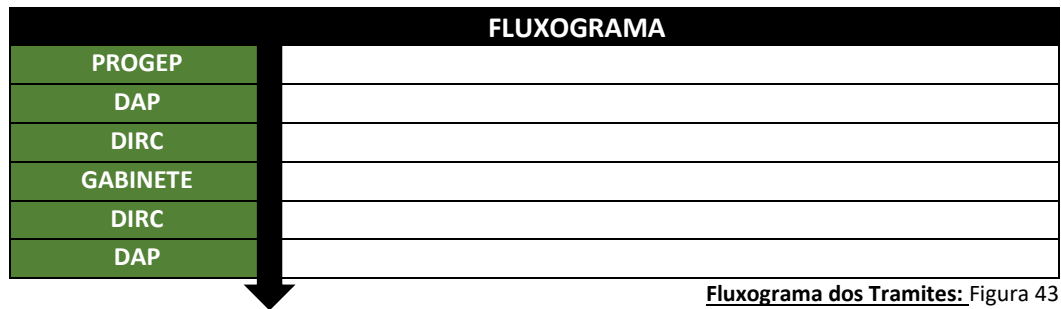 FLUXOGRAMA
PROGEP
DAP
DIRC
GABINETE
DIRC
DAP
Fluxograma dos Tramites: Figura 43